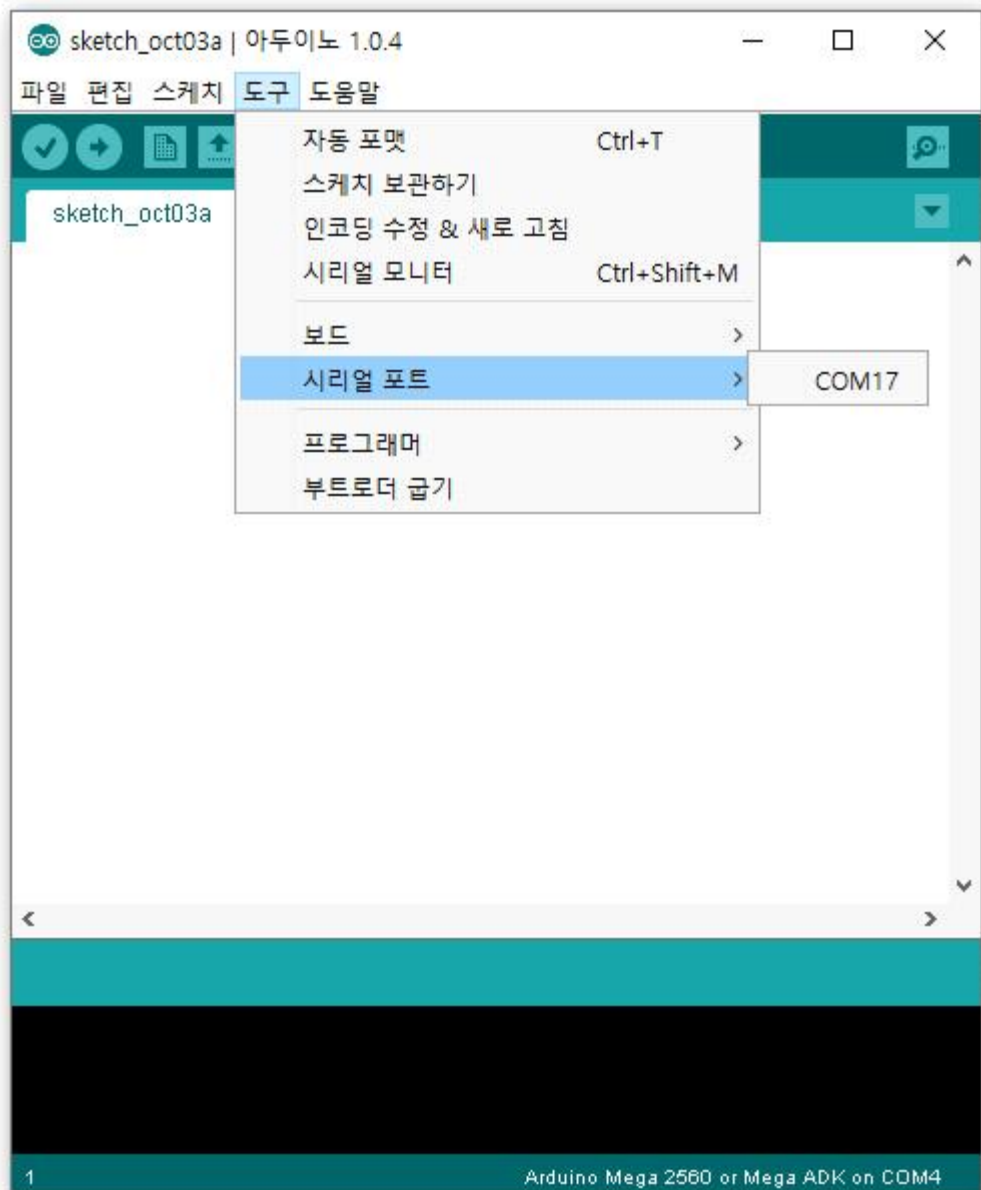 sketch_oct03a | 아두이노 1.0.4
파일 편집 스케치 도구 도움말
자동 포맷 Ctrl+T
스케치 보관하기
sketch_oct03a
인코딩 수정 & 새로 고침
시리얼 모니터 Ctrl+Shift+M
보드
시리얼 포트
COM17
프로그래머
부트로더 굽기
1 Arduino Mega 2560 or Mega ADK on COM4